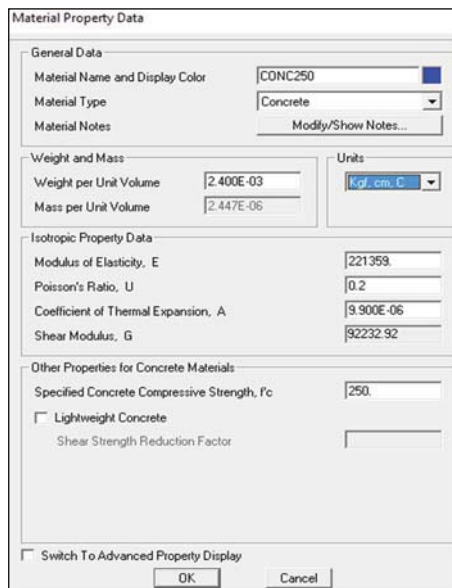 Material Property Data
General Data
Material Name and Display Color CONC250
Material Type Concrete
Material Notes Modify/Show Notes...
Weight and Mass Units
Weight per Unit Volume 2.400E-03 Kgf, cm, C
Mass per Unit Volume 2.447E-06
Isotropic Property Data
Modulus of Elasticity, E 221359.
Poisson's Ratio, U 0.2
Coefficient of Thermal Expansion, A 9.900E-06
Shear Modulus, G 92232.92
Other Properties for Concrete Materials
Specified Concrete Compressive Strength, f'c 250.
Lightweight Concrete
Shear Strength Reduction Factor
Switch To Advanced Property Display
OK Cancel